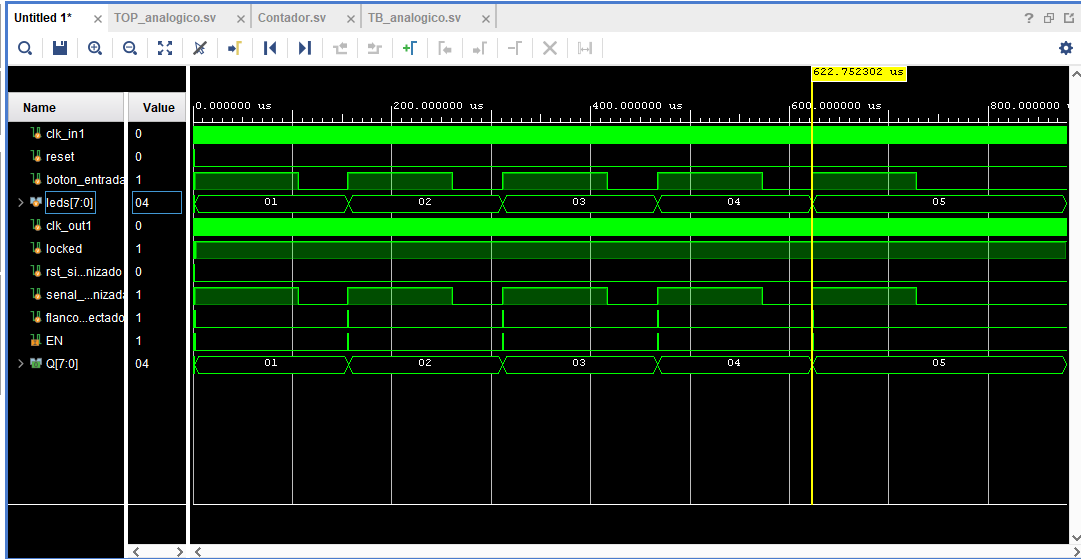 Untitled 1* × TOP_analogico.sv × Contador.sv × TB_analogico.sv × ?
622.752302 us
Name Value 0.000000 us 200.000000 us 400.000000 us 600.000000 us 800.000000
clk_in1 0
reset 0
boton_entrada 1
leds[7:0] 04 01 02 03 04 05
clk_out1 0
locked 1
rst_si...nizado 0
senal_...nizada 1
flanco...ectado 1
EN 1
Q[7:0] 04 01 02 03 04 05